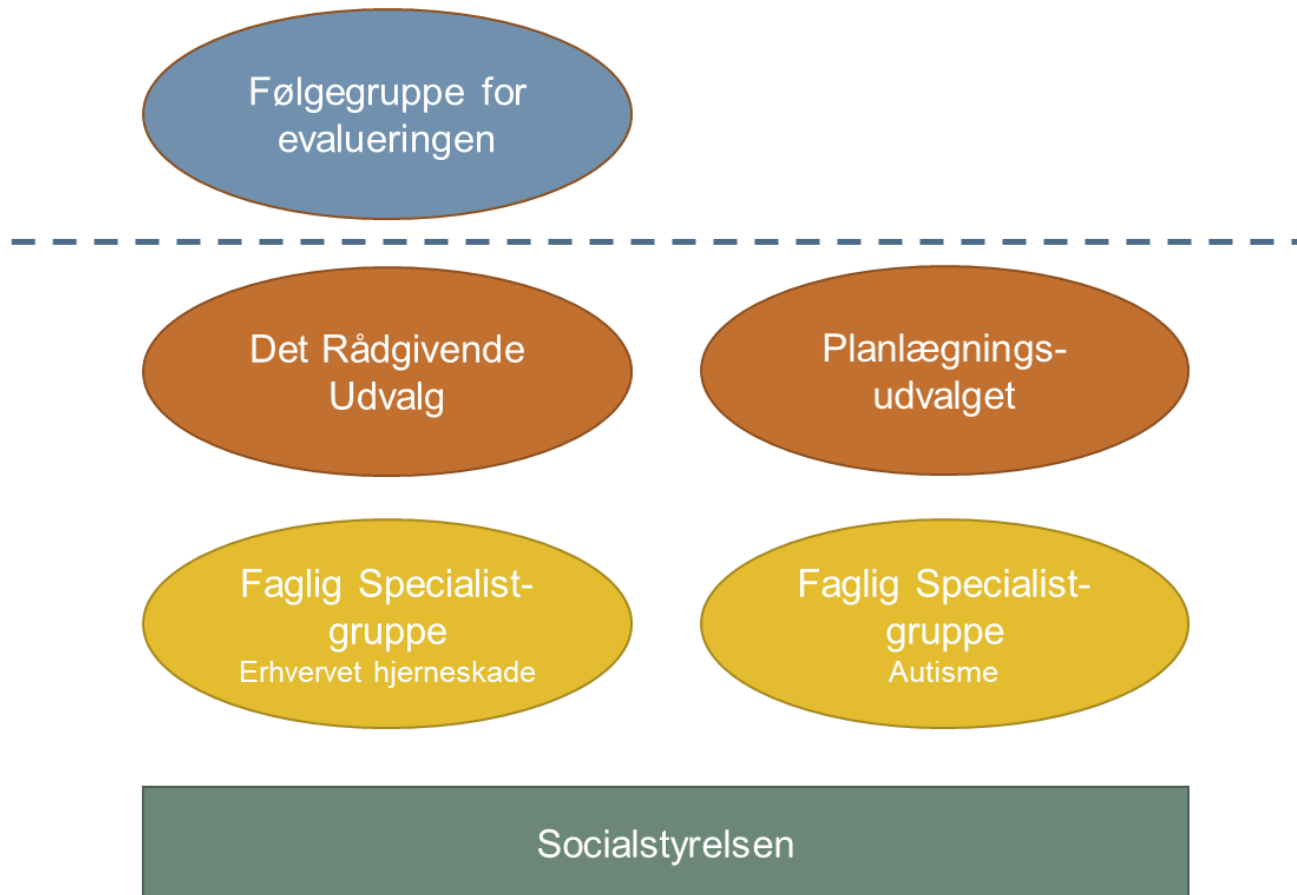 Følgegruppe for
evalueringen
Det Rådgivende
Udvalg
Planlægnings-
udvalget
Faglig Specialist-
gruppe
Erhvervet hjerneskade
Faglig Specialist-
gruppe
Autisme
Socialstyrelsen